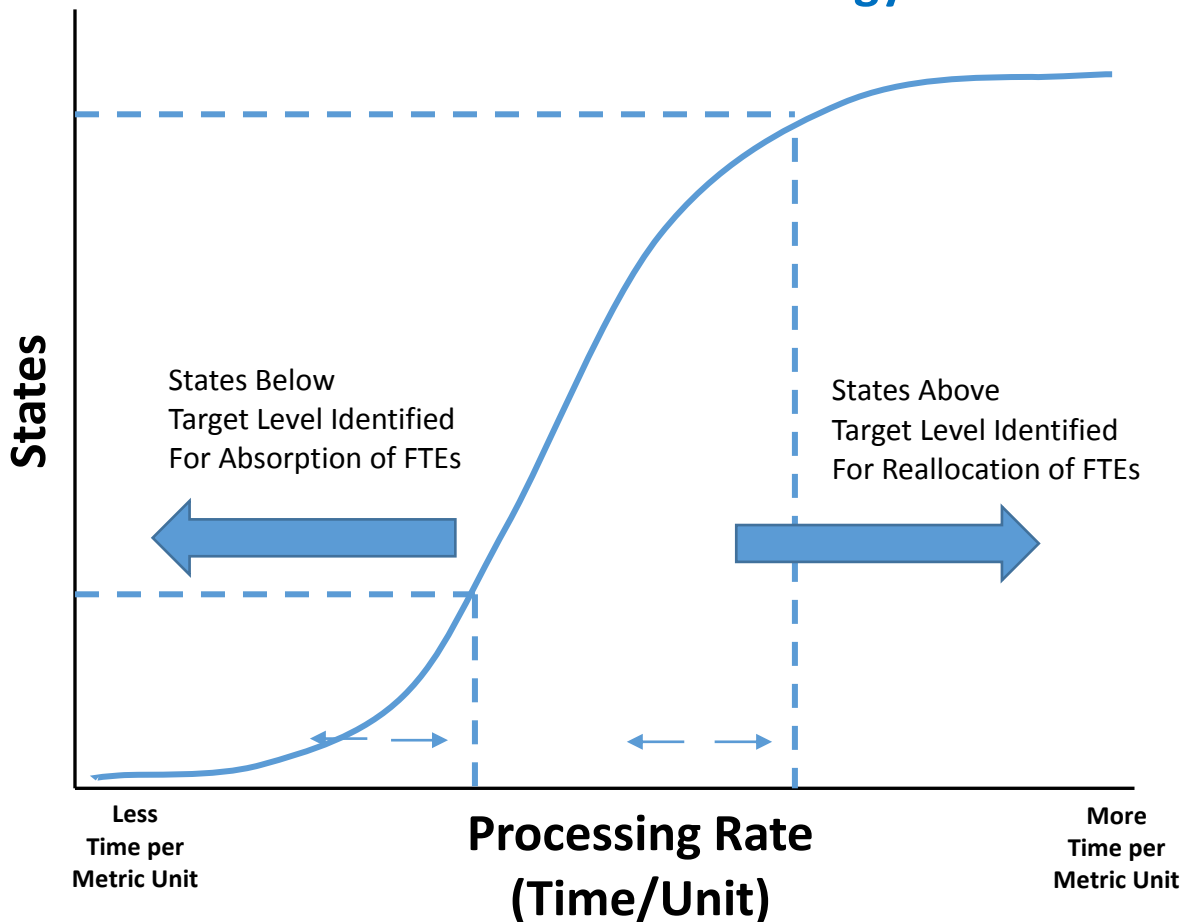 States
States Below
Target Level Identified
For Absorption of FTEs
States Above
Target Level Identified
For Reallocation of FTEs
Less
Time per
Metric Unit
Processing Rate
(Time/Unit)
More
Time per
Metric Unit